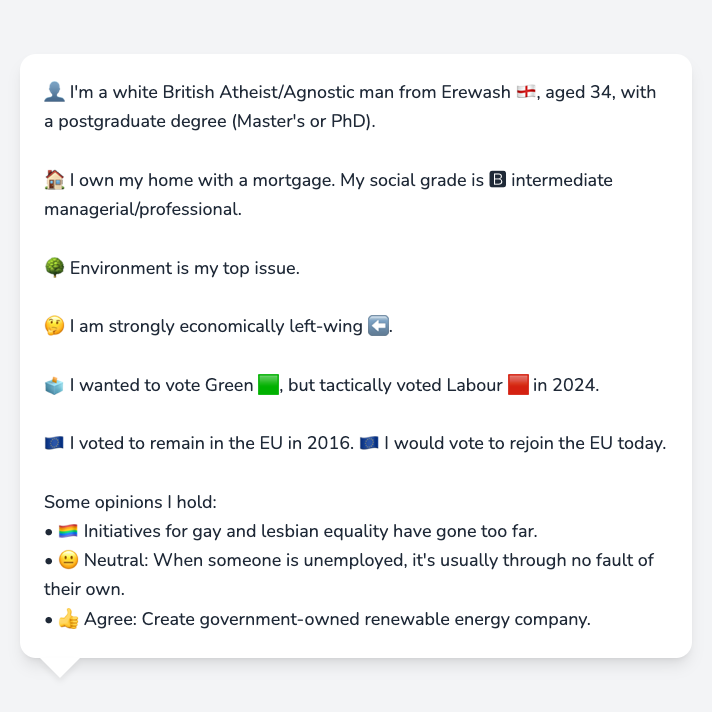 👤 I'm a white British Atheist/Agnostic man from Erewash 🏴󠁧󠁢󠁥󠁮󠁧󠁿, aged 34, with
a postgraduate degree (Master's or PhD).
🏠 I own my home with a mortgage. My social grade is 🅱 intermediate
managerial/professional.
🌳 Environment is my top issue.
🤔 I am strongly economically left-wing ⬅️.
🗳️ I wanted to vote Green 🟩, but tactically voted Labour 🟥 in 2024.
🇪🇺 I voted to remain in the EU in 2016. 🇪🇺 I would vote to rejoin the EU today.
Some opinions I hold:
• 🏳️‍🌈 Initiatives for gay and lesbian equality have gone too far.
• 😐 Neutral: When someone is unemployed, it's usually through no fault of
their own.
• 👍 Agree: Create government-owned renewable energy company.